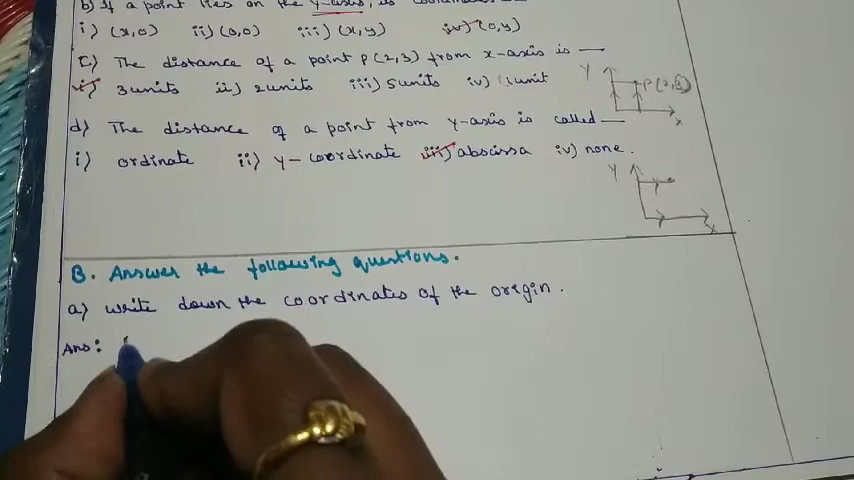 b) If a point lies on the y-axis, its coordinates
i) (x,0) ii) (0,0) iii) (x,y) iv) (0,y)
c) The distance of a point P(2,3) from x-axis is —
i) 3units ii) 2units iii) 5units iv) 1unit
Y P(2,3)
X
d) The distance of a point from y-axis is called —
i) ordinate ii) y-coordinate iii) abscissa iv) none.
Y
X
B. Answer the following questions.
a) write down the coordinates of the origin.
Ans: